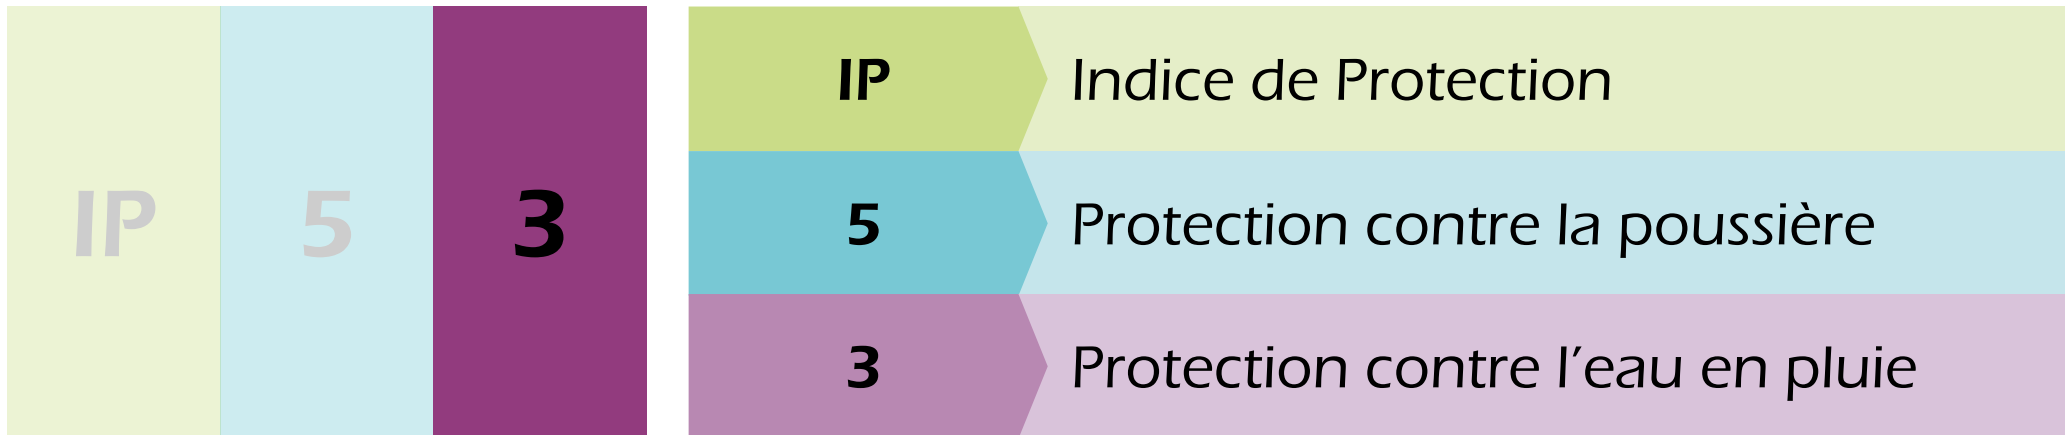 IP 5 3
IP Indice de Protection
5 Protection contre la poussière
3 Protection contre l’eau en pluie